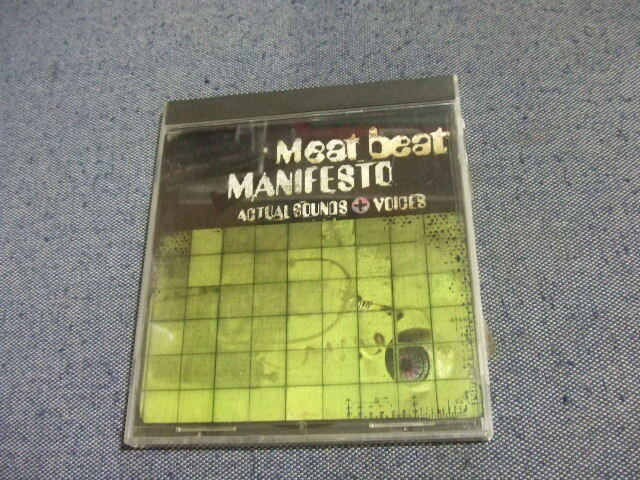 Meat beat
MANIFESTO
ACTUAL SOUNDS + VOICES